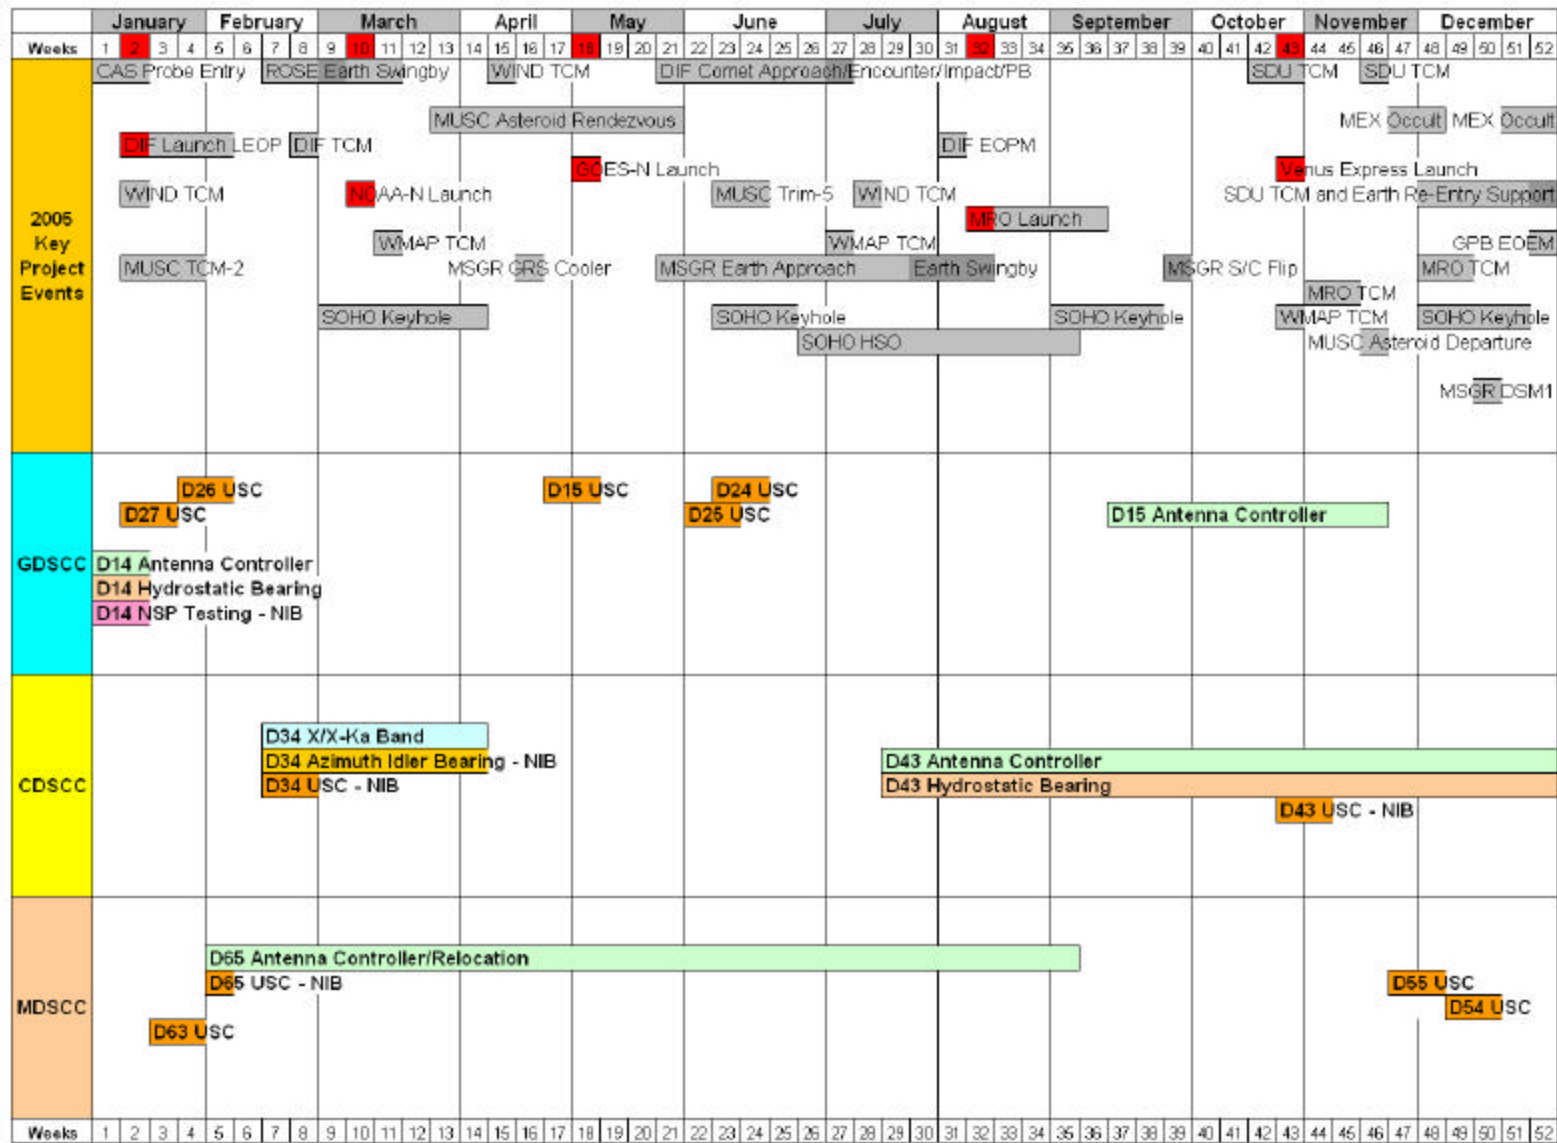 January February March April May June July August September October November December
Weeks 1 2 3 4 5 6 7 8 9 10 11 12 13 14 15 16 17 18 19 20 21 22 23 24 25 26 27 28 29 30 31 32 33 34 35 36 37 38 39 40 41 42 43 44 45 46 47 48 49 50 51 52
CAS Probe Entry ROSE Earth Swingby WIND TCM DIF Comet Approach/Encounter/Impact/PB SDU TCM SDU TCM
MUSC Asteroid Rendezvous MEX Occult MEX Occult
DIF Launch LEOP DIF TCM DIF EOPM
GOES-N Launch Venus Express Launch
WIND TCM NOAA-N Launch MUSC Trim-5 WIND TCM SDU TCM and Earth Re-Entry Support
MRO Launch
2005
Key
Project
Events
WMAP TCM WMAP TCM GPB EOEM
MUSC TCM-2 MSGR GRS Cooler MSGR Earth Approach Earth Swingby MSGR S/C Flip MRO TCM
MRO TCM
SOHO Keyhole SOHO Keyhole SOHO Keyhole WMAP TCM SOHO Keyhole
SOHO HSO MUSC Asteroid Departure
MSGR DSM1
GDSCC
D26 USC D15 USC D24 USC
D27 USC D25 USC D15 Antenna Controller
D14 Antenna Controller
D14 Hydrostatic Bearing
D14 NSP Testing - NIB
CDSCC
D34 X/X-Ka Band
D34 Azimuth Idler Bearing - NIB D43 Antenna Controller
D34 USC - NIB D43 Hydrostatic Bearing
D43 USC - NIB
MDSCC
D65 Antenna Controller/Relocation
D65 USC - NIB D55 USC
D54 USC
D63 USC
Weeks 1 2 3 4 5 6 7 8 9 10 11 12 13 14 15 16 17 18 19 20 21 22 23 24 25 26 27 28 29 30 31 32 33 34 35 36 37 38 39 40 41 42 43 44 45 46 47 48 49 50 51 52